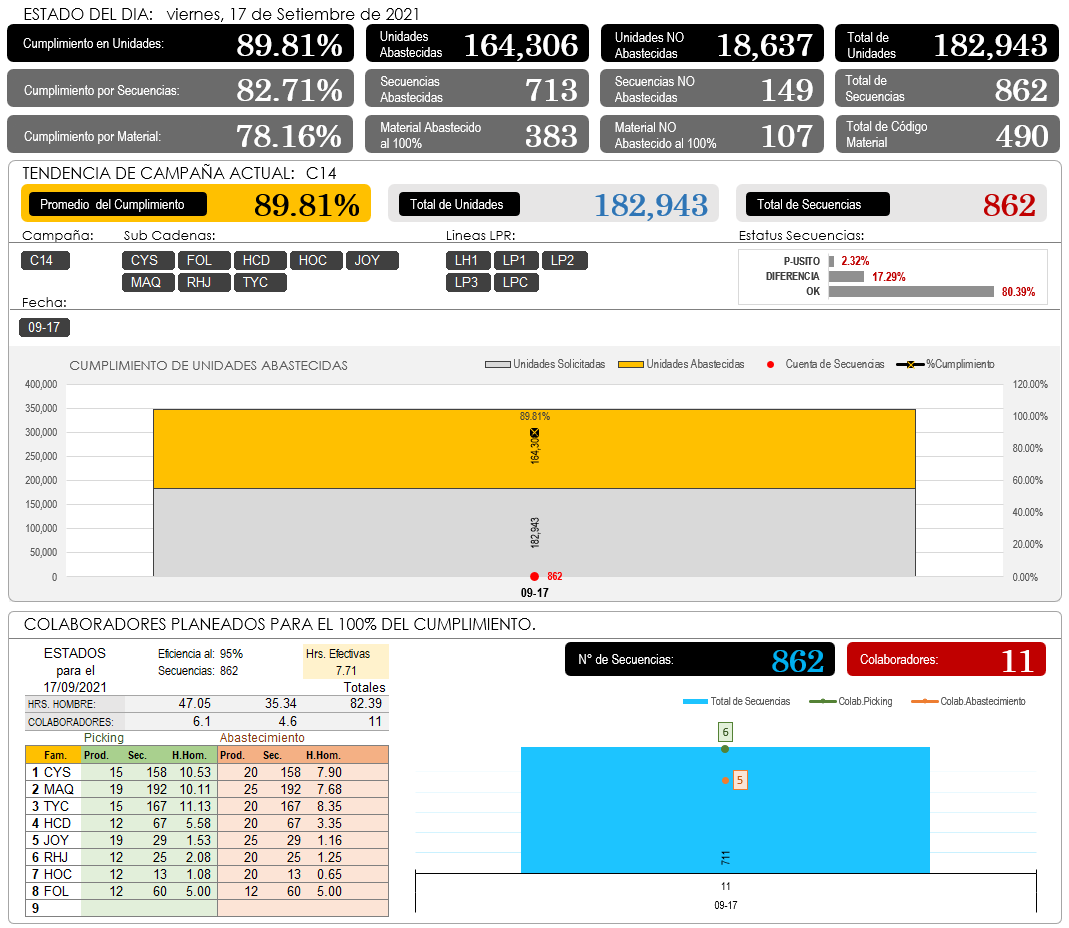 ESTADO DEL DIA: viernes, 17 de Setiembre de 2021
Cumplimiento en Unidades: 89.81%
Unidades Abastecidas 164,306
Unidades NO Abastecidas 18,637
Total de Unidades 182,943
Cumplimiento por Secuencias: 82.71%
Secuencias Abastecidas 713
Secuencias NO Abastecidas 149
Total de Secuencias 862
Cumplimiento por Material: 78.16%
Material Abastecido al 100% 383
Material NO Abastecido al 100% 107
Total de Código Material 490
TENDENCIA DE CAMPAÑA ACTUAL: C14
Promedio del Cumplimiento 89.81%
Total de Unidades 182,943
Total de Secuencias 862
Campaña: Sub Cadenas: Lineas LPR: Estatus Secuencias:
C14 CYS FOL HCD HOC JOY LH1 LP1 LP2
MAQ RHJ TYC LP3 LPC
P-USITO 2.32%
DIFERENCIA 17.29%
OK 80.39%
Fecha:
09-17
CUMPLIMIENTO DE UNIDADES ABASTECIDAS
Unidades Solicitadas Unidades Abastecidas Cuenta de Secuencias %Cumplimiento
400,000 120.00%
350,000 100.00%
300,000 80.00%
250,000
200,000 60.00%
150,000 40.00%
100,000
50,000 20.00%
0 0.00%
89.81%
164,306
182,943
862
09-17
COLABORADORES PLANEADOS PARA EL 100% DEL CUMPLIMIENTO.
ESTADOS para el 17/09/2021
Eficiencia al: 95%
Secuencias: 862
Hrs. Efectivas
7.71
Totales
HRS. HOMBRE: 47.05 35.34 82.39
COLABORADORES: 6.1 4.6 11
Picking Abastecimiento
Fam. Prod. Sec. H.Hom. Prod. Sec. H.Hom.
1 CYS 15 158 10.53 20 158 7.90
2 MAQ 19 192 10.11 25 192 7.68
3 TYC 15 167 11.13 20 167 8.35
4 HCD 12 67 5.58 20 67 3.35
5 JOY 19 29 1.53 25 29 1.16
6 RHJ 12 25 2.08 20 25 1.25
7 HOC 12 13 1.08 20 13 0.65
8 FOL 12 60 5.00 12 60 5.00
9
N° de Secuencias: 862
Colaboradores: 11
Total de Secuencias Colab.Picking Colab.Abastecimiento
6
5
711
11
09-17